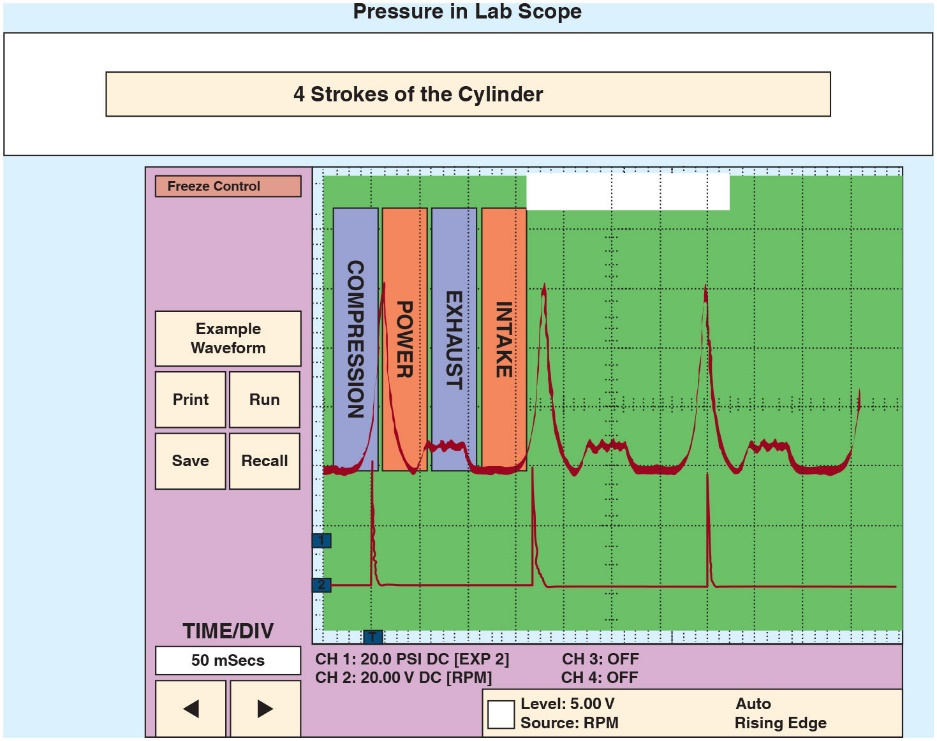 Pressure in Lab Scope
4 Strokes of the Cylinder
Freeze Control
Example
Waveform
Print
Run
Save
Recall
COMPRESSION
POWER
EXHAUST
INTAKE
1
2
T
TIME/DIV
50 mSecs
CH 1: 20.0 PSI DC [EXP 2]
CH 3: OFF
CH 2: 20.00 V DC [RPM]
CH 4: OFF
Level: 5.00 V
Auto
Source: RPM
Rising Edge